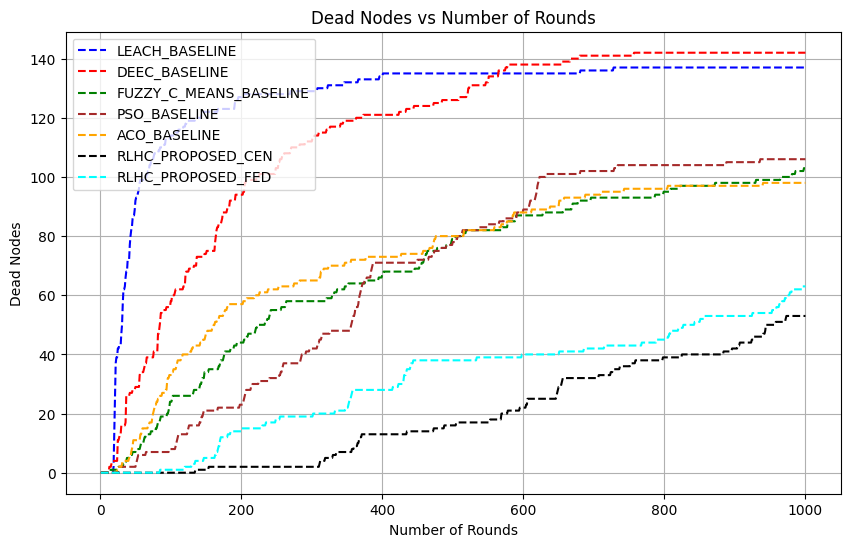 Dead Nodes vs Number of Rounds
LEACH_BASELINE
DEEC_BASELINE
FUZZY_C_MEANS_BASELINE
PSO_BASELINE
ACO_BASELINE
RLHC_PROPOSED_CEN
RLHC_PROPOSED_FED
Dead Nodes
140
120
100
80
60
40
20
0
0 200 400 600 800 1000
Number of Rounds